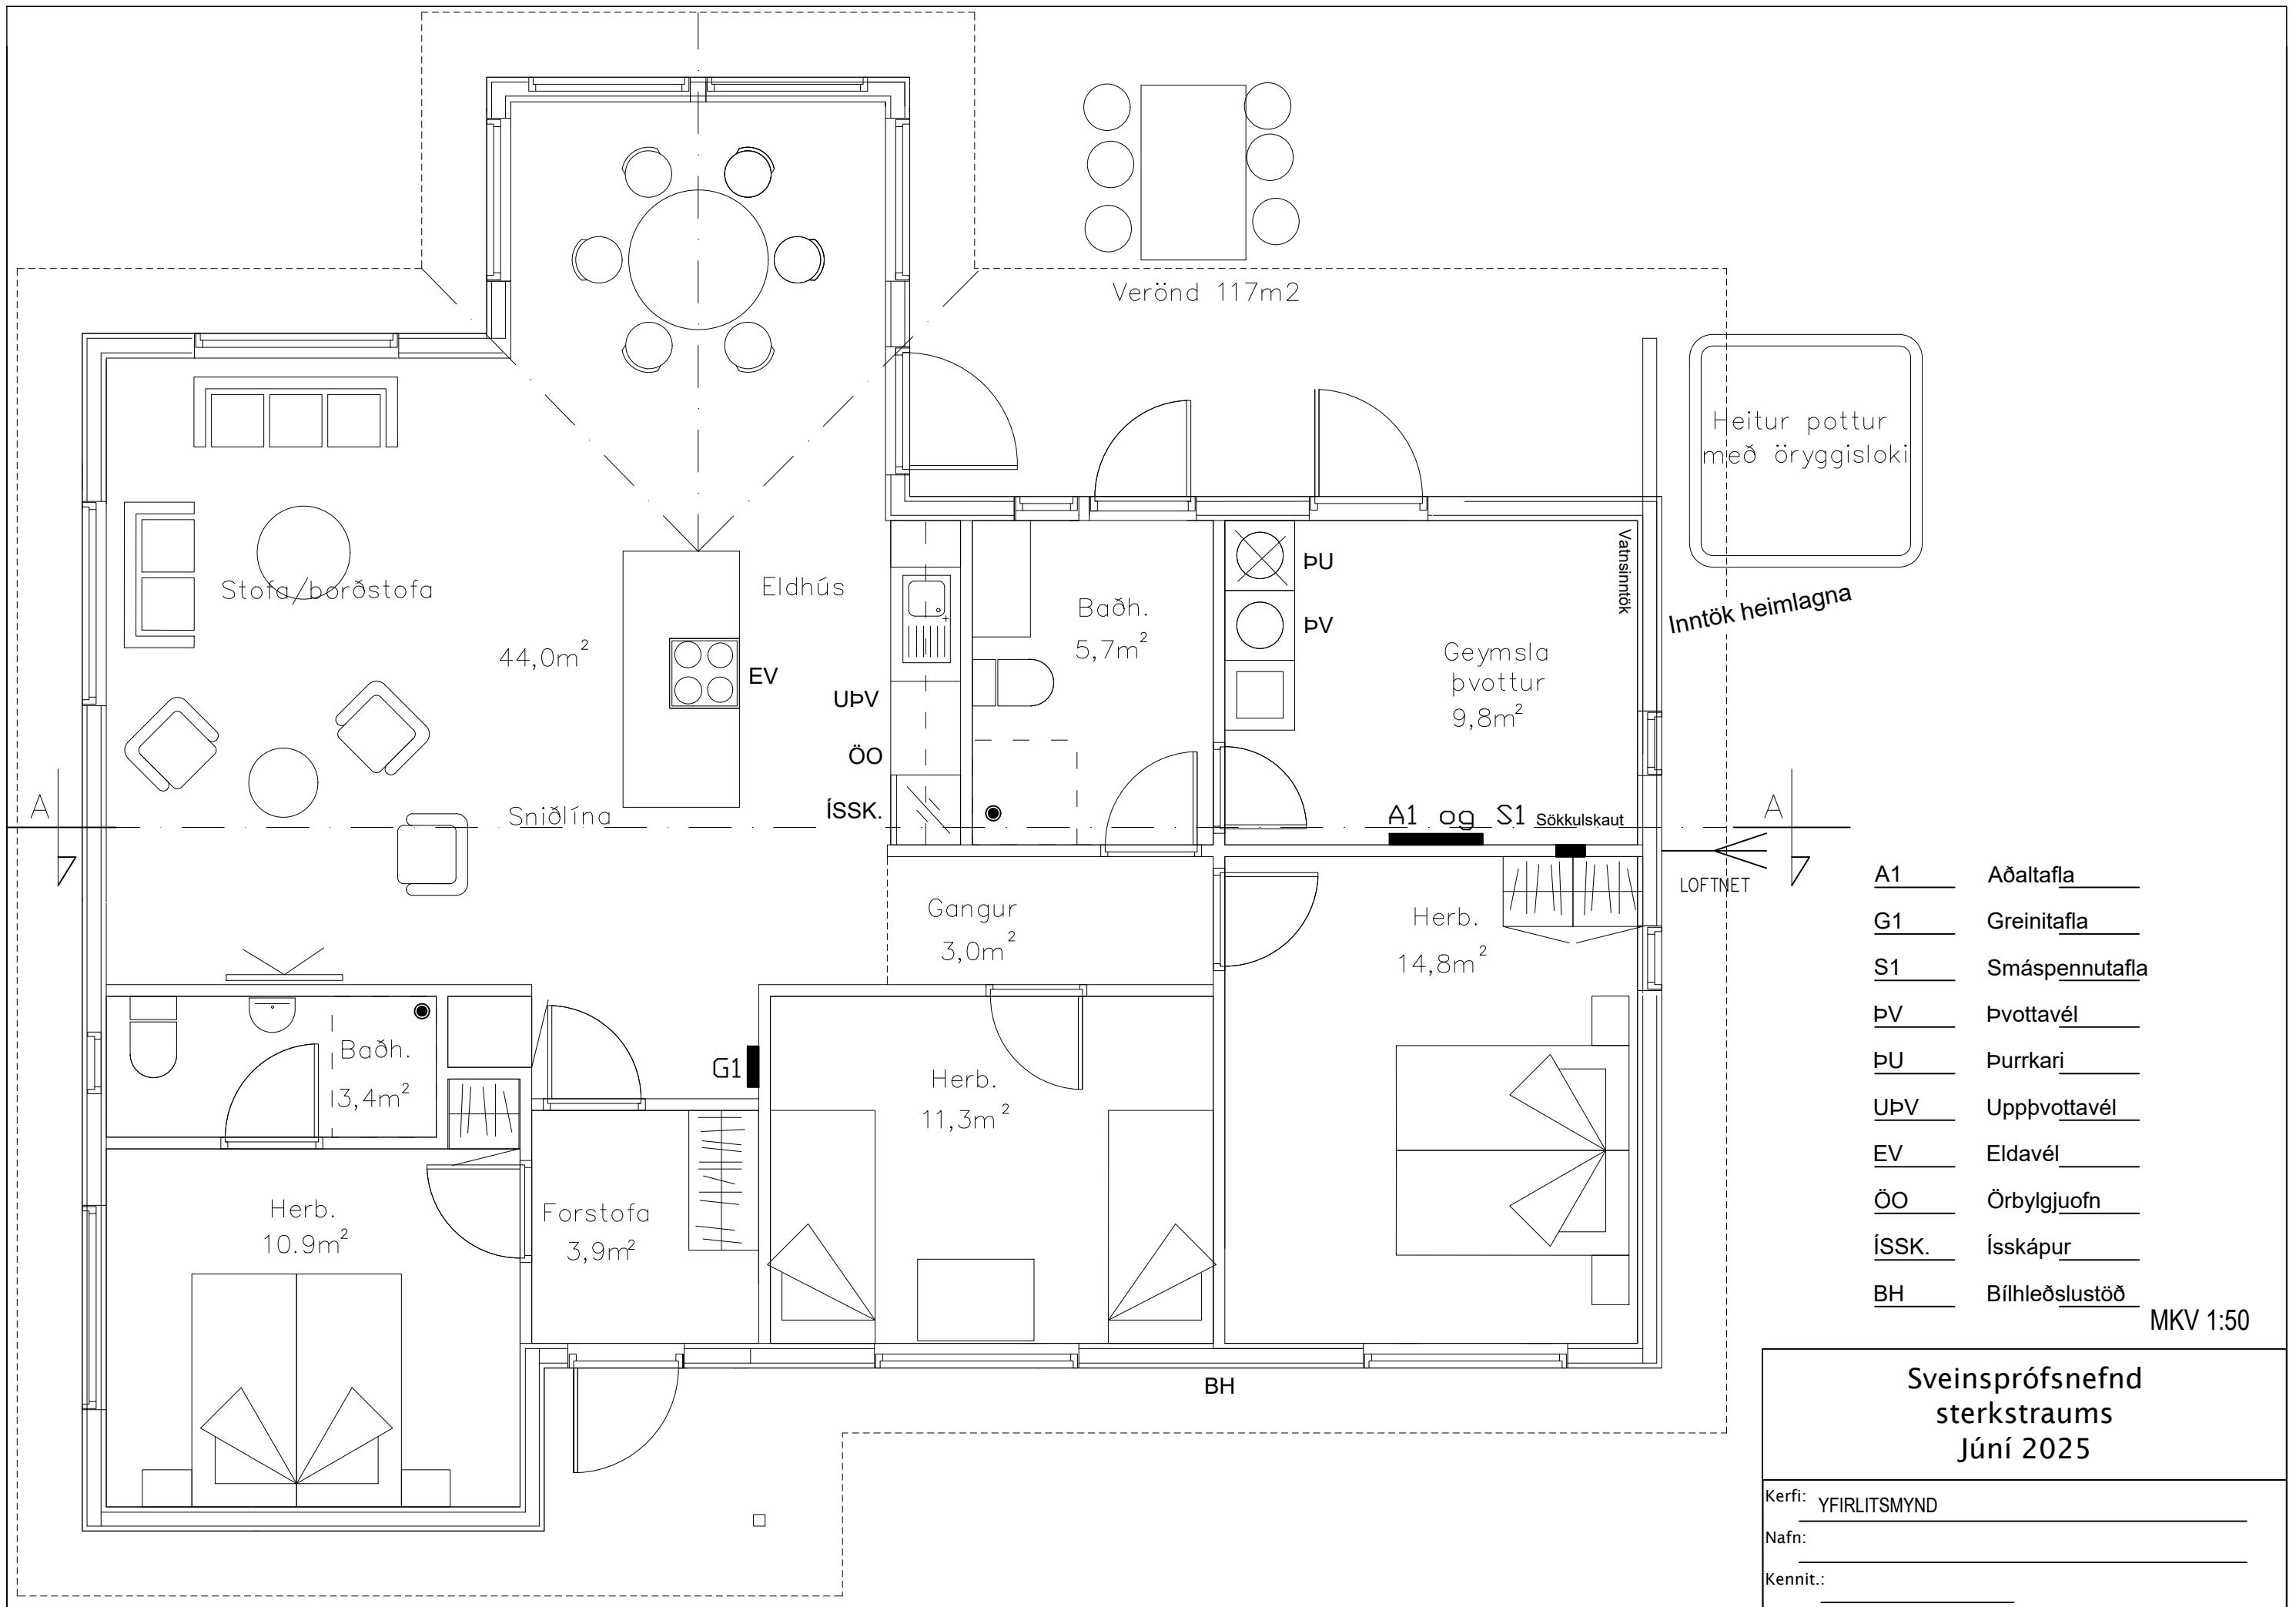 Verönd 117m2
Heitur pottur
með öryggisloki
Stofa/borðstofa
44,0m²
Eldhús
EV
UÞV
ÖO
ÍSSK.
Baðh.
5,7m²
ÞU
ÞV
Geymsla
þvottur
9,8m²
Vatnsinntök
Inntök heimlagna
A
Sniðlína
A1 og S1 Sökkulskaut
A
LOFTNET
Gangur
3,0m²
Herb.
14,8m²
Baðh.
3,4m²
G1
Herb.
11,3m²
Herb.
10.9m²
Forstofa
3,9m²
BH
A1 Aðaltafla
G1 Greinitafla
S1 Smáspennutafla
ÞV Þvottavél
ÞU Þurrkari
UÞV Uppþvottavél
EV Eldavél
ÖO Örbylgjuofn
ÍSSK. Ísskápur
BH Bílhleðslustöð
MKV 1:50
Sveinsprófsnefnd
sterkstraums
Júní 2025
Kerfi: YFIRLITSMYND
Nafn:
Kennit.: